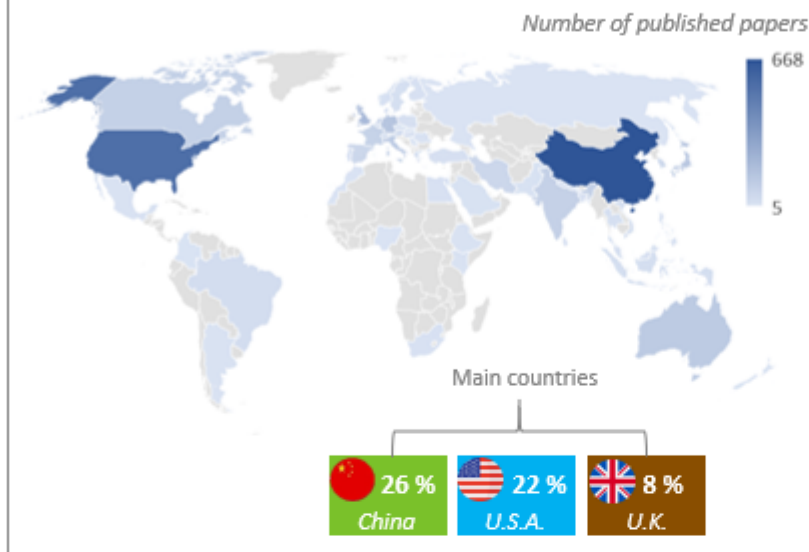 Number of published papers
668
5
Main countries
26 %
China
22 %
U.S.A.
8 %
U.K.